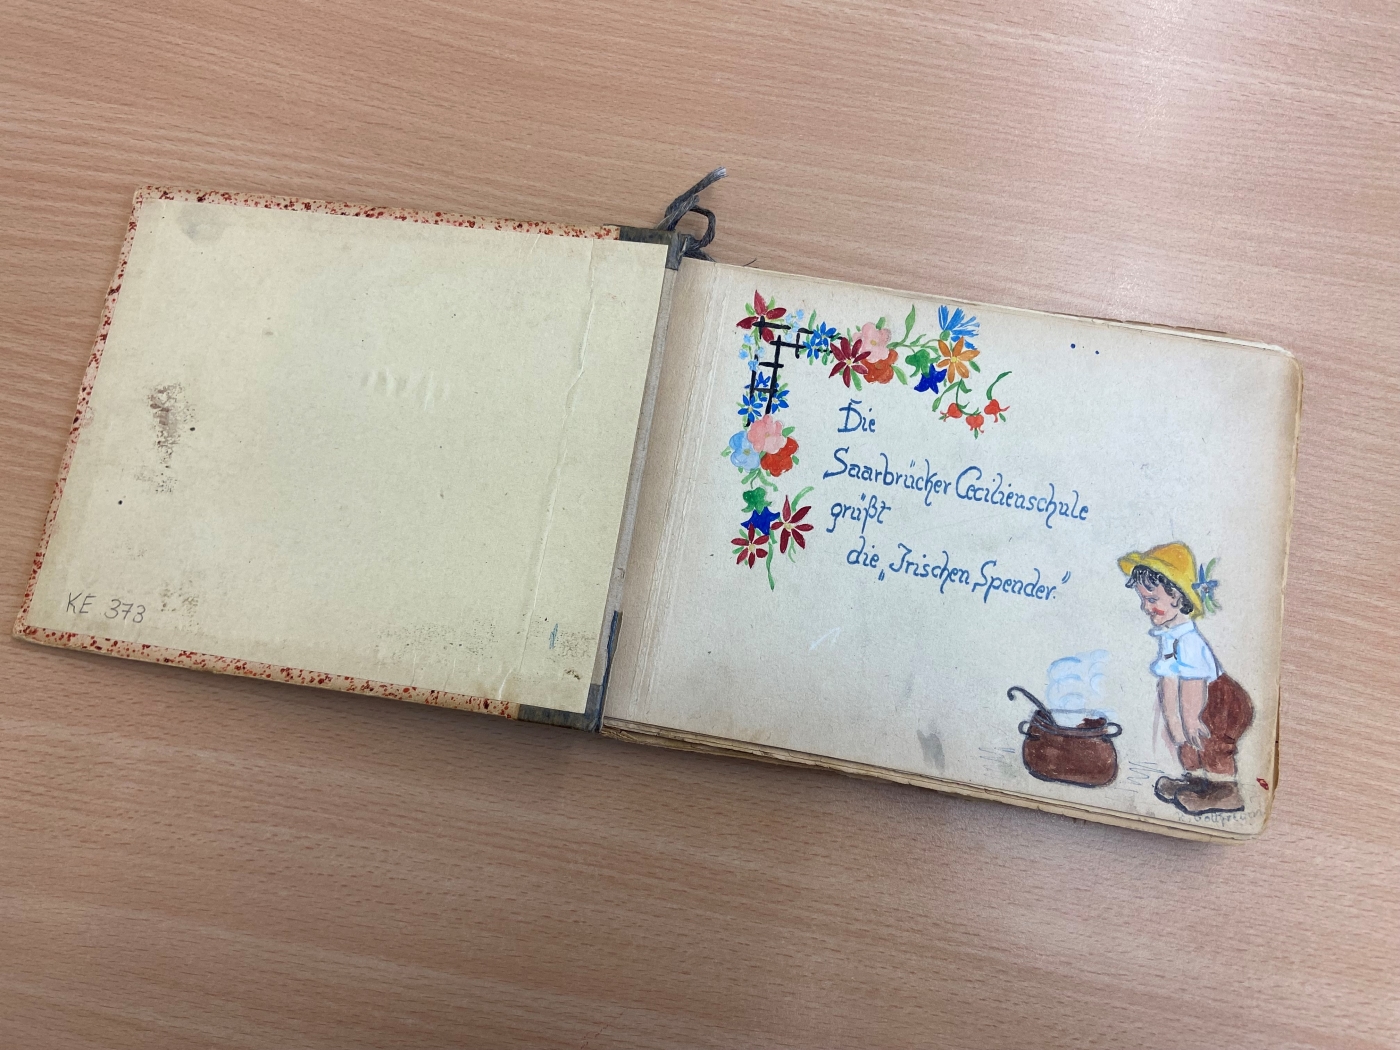 KE 373
Die
Saarbrücker Cecilienschule
grüßt
die „Irischen Spender.“